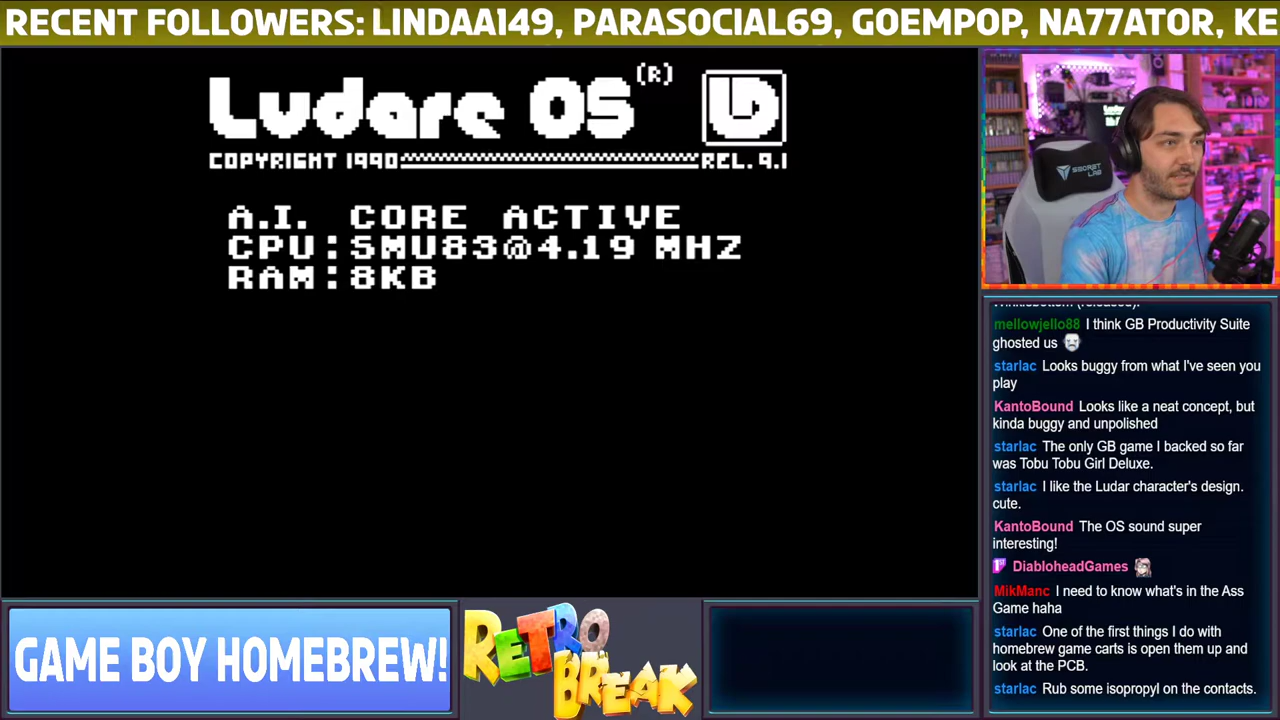 RECENT FOLLOWERS: LINDAA149, PARASOCIAL69, GOEMPOP, NA77ATOR, KE
Ludare OS (R)
COPYRIGHT 1990 REL. 9.1
A.I. CORE ACTIVE
CPU:SMU83@4.19 MHZ
RAM:8KB
SECRET LAB
mellowjello88 I think GB Productivity Suite
ghosted us
starlac Looks buggy from what I've seen you
play
KantoBound Looks like a neat concept, but
kinda buggy and unpolished
starlac The only GB game I backed so far
was Tobu Tobu Girl Deluxe.
starlac I like the Ludar character's design.
cute.
KantoBound The OS sound super
interesting!
DiabloheadGames
MikManc I need to know what's in the Ass
Game haha
starlac One of the first things I do with
homebrew game carts is open them up and
look at the PCB.
starlac Rub some isopropyl on the contacts.
GAME BOY HOMEBREW!
RETRO
BREAK